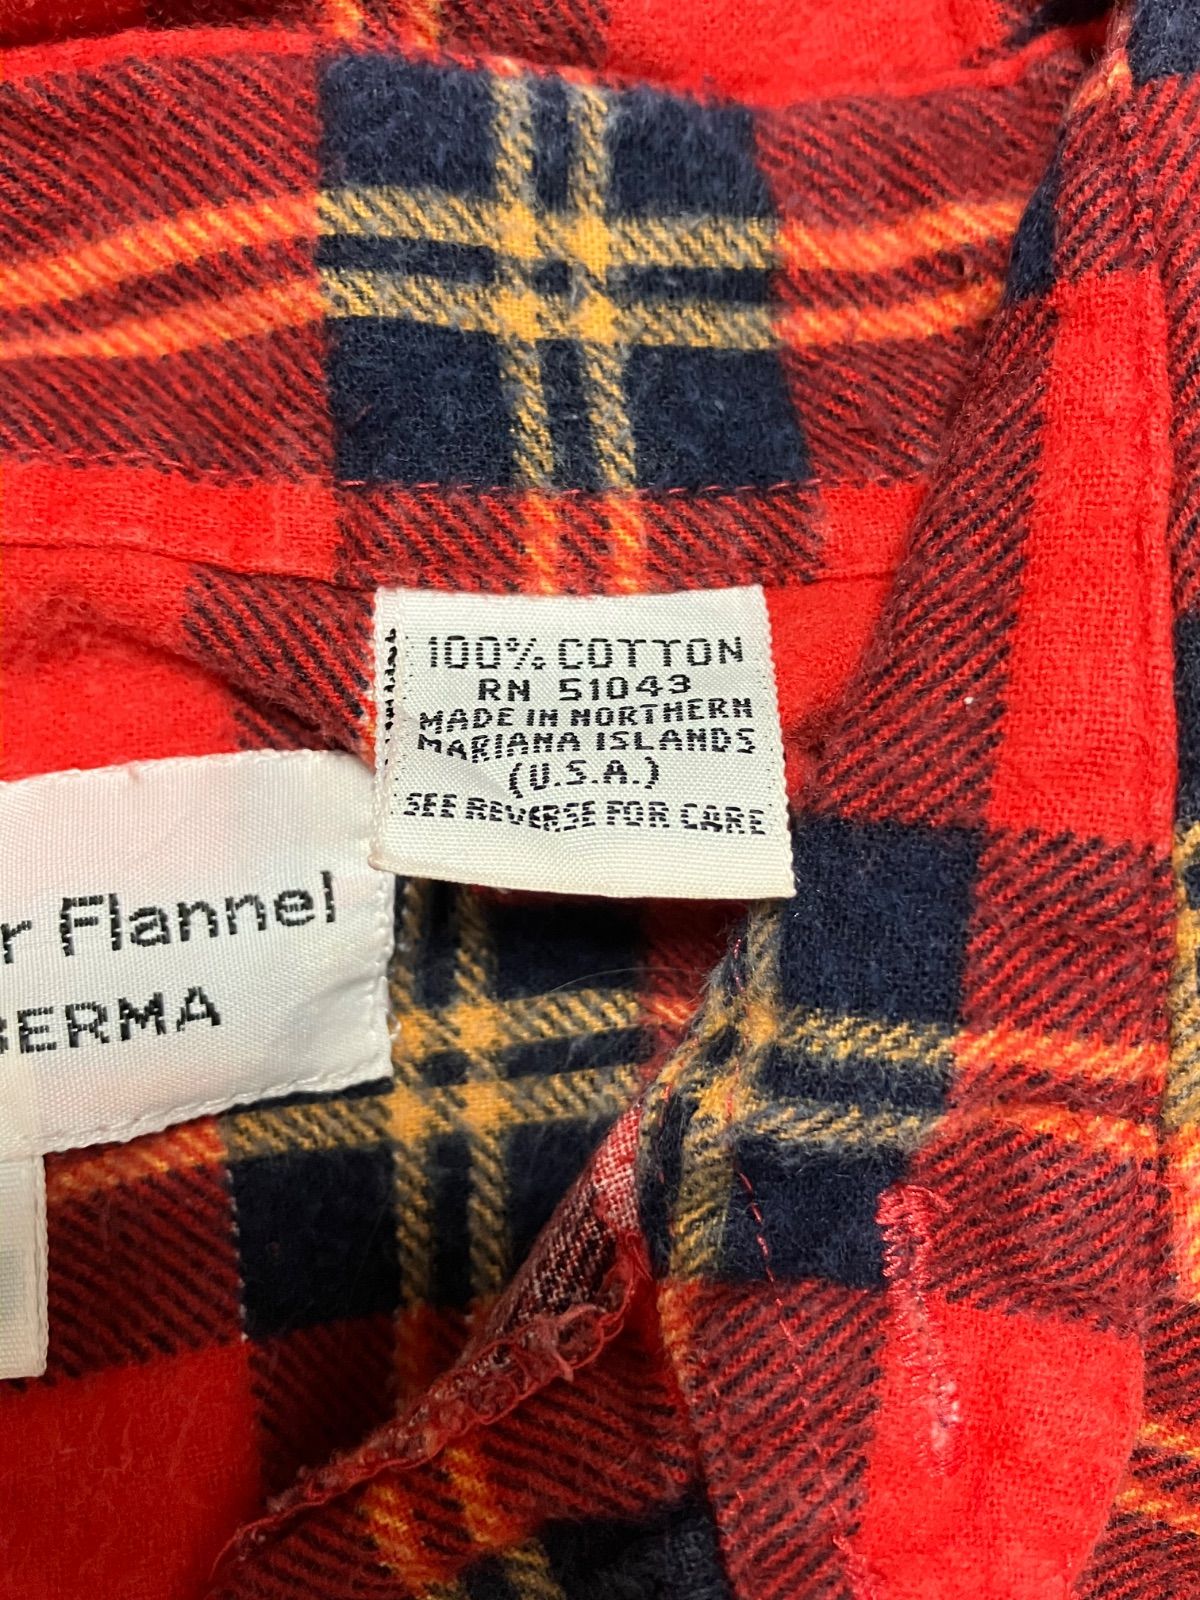 100% COTTON
RN 51043
MADE IN NORTHERN
MARIANA ISLANDS
(U.S.A.)
SEE REVERSE FOR CARE
r Flannel
BERMA